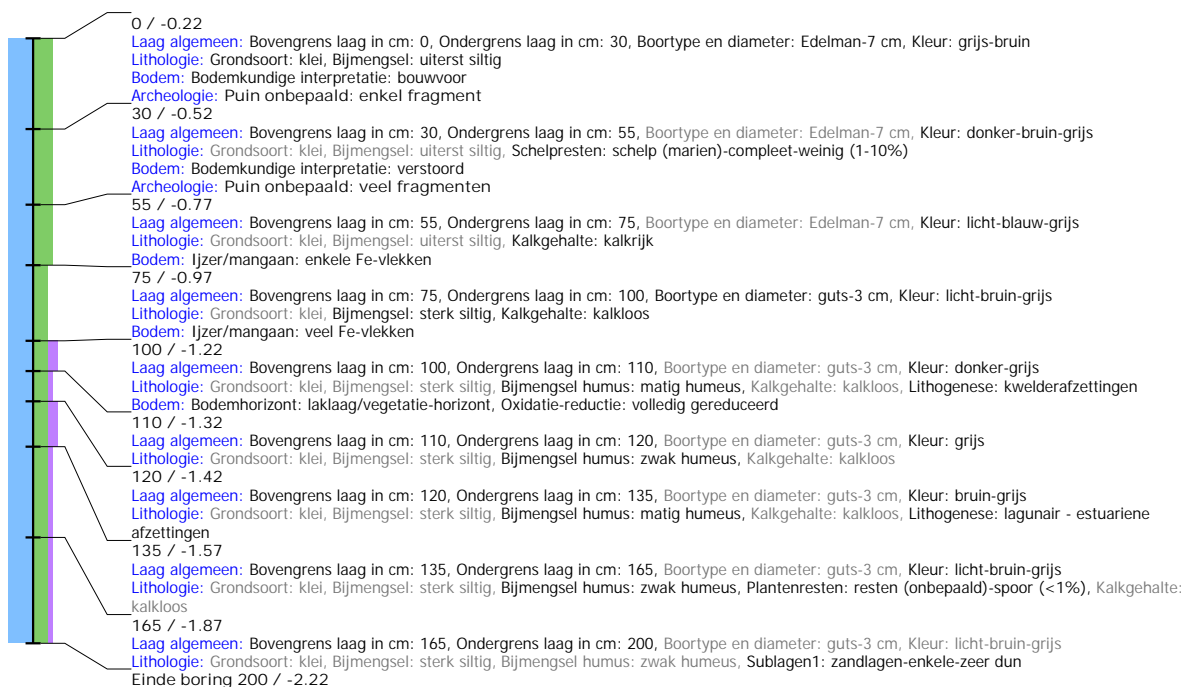 0 / -0.22
Laag algemeen: Bovengrens laag in cm: 0, Ondergrens laag in cm: 30, Boortype en diameter: Edelman-7 cm, Kleur: grijs-bruin
Lithologie: Grondsoort: klei, Bijmengsel: uiterst siltig
Bodem: Bodemkundige interpretatie: bouwvoor
Archeologie: Puin onbepaald: enkel fragment
30 / -0.52
Laag algemeen: Bovengrens laag in cm: 30, Ondergrens laag in cm: 55, Boortype en diameter: Edelman-7 cm, Kleur: donker-bruin-grijs
Lithologie: Grondsoort: klei, Bijmengsel: uiterst siltig, Schelpresten: schelp (marien)-compleet-weinig (1-10%)
Bodem: Bodemkundige interpretatie: verstoord
Archeologie: Puin onbepaald: veel fragmenten
55 / -0.77
Laag algemeen: Bovengrens laag in cm: 55, Ondergrens laag in cm: 75, Boortype en diameter: Edelman-7 cm, Kleur: licht-blauw-grijs
Lithologie: Grondsoort: klei, Bijmengsel: uiterst siltig, Kalkgehalte: kalkrijk
Bodem: Ijzer/mangaan: enkele Fe-vlekken
75 / -0.97
Laag algemeen: Bovengrens laag in cm: 75, Ondergrens laag in cm: 100, Boortype en diameter: guts-3 cm, Kleur: licht-bruin-grijs
Lithologie: Grondsoort: klei, Bijmengsel: sterk siltig, Kalkgehalte: kalkloos
Bodem: Ijzer/mangaan: veel Fe-vlekken
100 / -1.22
Laag algemeen: Bovengrens laag in cm: 100, Ondergrens laag in cm: 110, Boortype en diameter: guts-3 cm, Kleur: donker-grijs
Lithologie: Grondsoort: klei, Bijmengsel: sterk siltig, Bijmengsel humus: matig humeus, Kalkgehalte: kalkloos, Lithogenese: kwelderafzettingen
Bodem: Bodemhorizont: laklaag/vegetatie-horizont, Oxidatie-reductie: volledig gereduceerd
110 / -1.32
Laag algemeen: Bovengrens laag in cm: 110, Ondergrens laag in cm: 120, Boortype en diameter: guts-3 cm, Kleur: grijs
Lithologie: Grondsoort: klei, Bijmengsel: sterk siltig, Bijmengsel humus: zwak humeus, Kalkgehalte: kalkloos
120 / -1.42
Laag algemeen: Bovengrens laag in cm: 120, Ondergrens laag in cm: 135, Boortype en diameter: guts-3 cm, Kleur: bruin-grijs
Lithologie: Grondsoort: klei, Bijmengsel: sterk siltig, Bijmengsel humus: matig humeus, Kalkgehalte: kalkloos, Lithogenese: lagunair - estuariene
afzettingen
135 / -1.57
Laag algemeen: Bovengrens laag in cm: 135, Ondergrens laag in cm: 165, Boortype en diameter: guts-3 cm, Kleur: licht-bruin-grijs
Lithologie: Grondsoort: klei, Bijmengsel: sterk siltig, Bijmengsel humus: zwak humeus, Plantenresten: resten (onbepaald)-spoor (<1%), Kalkgehalte:
kalkloos
165 / -1.87
Laag algemeen: Bovengrens laag in cm: 165, Ondergrens laag in cm: 200, Boortype en diameter: guts-3 cm, Kleur: licht-bruin-grijs
Lithologie: Grondsoort: klei, Bijmengsel: sterk siltig, Bijmengsel humus: zwak humeus, Sublagen1: zandlagen-enkele-zeer dun
Einde boring 200 / -2.22